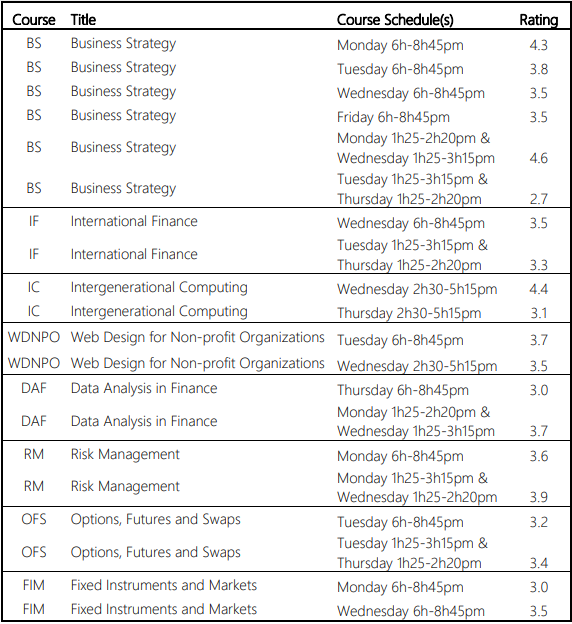 Course Title Course Schedule(s) Rating
BS Business Strategy Monday 6h-8h45pm 4.3
BS Business Strategy Tuesday 6h-8h45pm 3.8
BS Business Strategy Wednesday 6h-8h45pm 3.5
BS Business Strategy Friday 6h-8h45pm 3.5
BS Business Strategy Monday 1h25-2h20pm &
Wednesday 1h25-3h15pm 4.6
BS Business Strategy Tuesday 1h25-3h15pm &
Thursday 1h25-2h20pm 2.7
IF International Finance Wednesday 6h-8h45pm 3.5
IF International Finance Tuesday 1h25-3h15pm &
Thursday 1h25-2h20pm 3.3
IC Intergenerational Computing Wednesday 2h30-5h15pm 4.4
IC Intergenerational Computing Thursday 2h30-5h15pm 3.1
WDNPO Web Design for Non-profit Organizations Tuesday 6h-8h45pm 3.7
WDNPO Web Design for Non-profit Organizations Wednesday 2h30-5h15pm 3.5
DAF Data Analysis in Finance Thursday 6h-8h45pm 3.0
DAF Data Analysis in Finance Monday 1h25-2h20pm &
Wednesday 1h25-3h15pm 3.7
RM Risk Management Monday 6h-8h45pm 3.6
RM Risk Management Monday 1h25-3h15pm &
Wednesday 1h25-2h20pm 3.9
OFS Options, Futures and Swaps Tuesday 6h-8h45pm 3.2
OFS Options, Futures and Swaps Tuesday 1h25-3h15pm &
Thursday 1h25-2h20pm 3.4
FIM Fixed Instruments and Markets Monday 6h-8h45pm 3.0
FIM Fixed Instruments and Markets Wednesday 6h-8h45pm 3.5